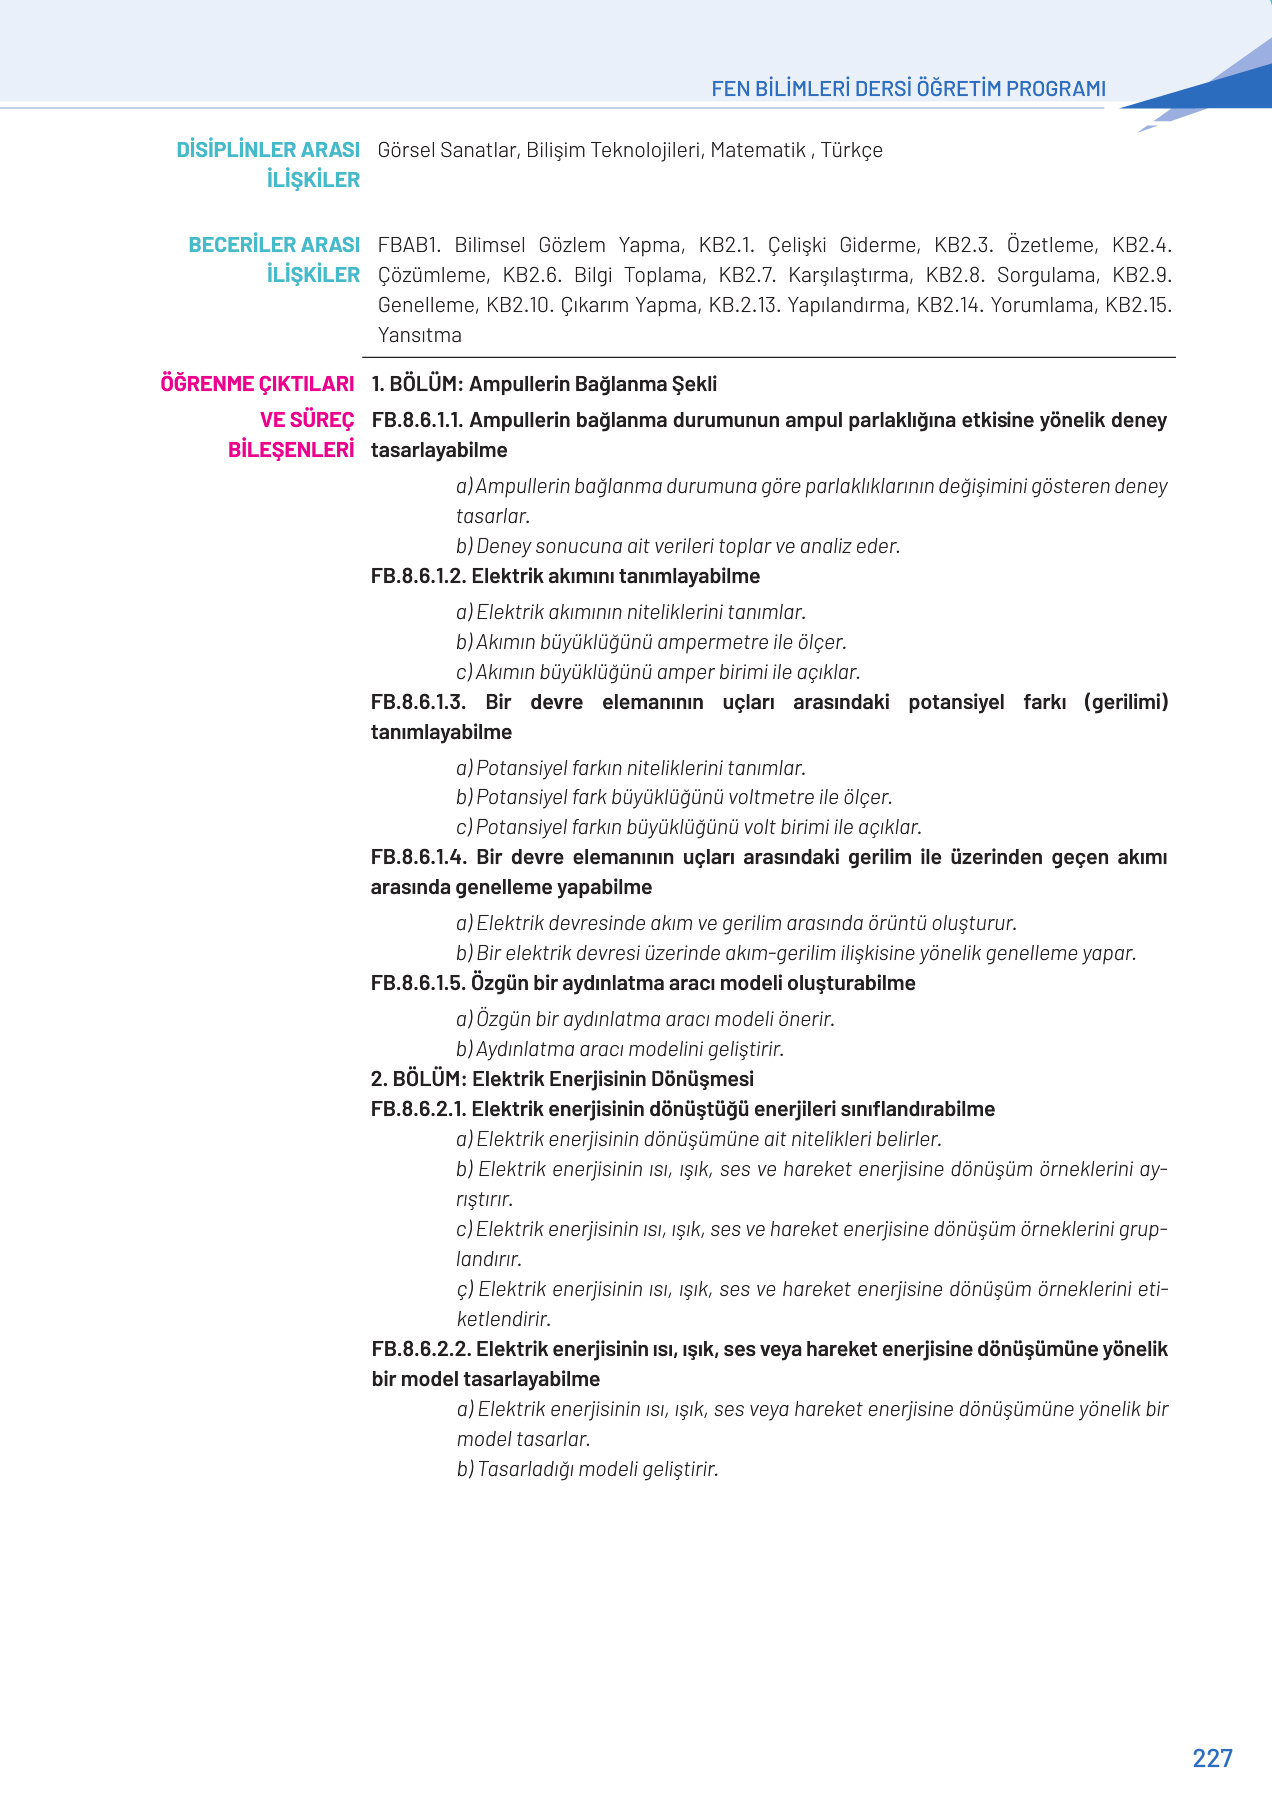 FEN BİLİMLERİ DERSİ ÖĞRETİM PROGRAMI
DİSİPLİNLER ARASI İLİŞKİLER
Görsel Sanatlar, Bilişim Teknolojileri, Matematik , Türkçe
BECERİLER ARASI İLİŞKİLER
FBAB1. Bilimsel Gözlem Yapma, KB2.1. Çelişki Giderme, KB2.3. Özetleme, KB2.4.
Çözümleme, KB2.6. Bilgi Toplama, KB2.7. Karşılaştırma, KB2.8. Sorgulama, KB2.9.
Genelleme, KB2.10. Çıkarım Yapma, KB.2.13. Yapılandırma, KB2.14. Yorumlama, KB2.15.
Yansıtma
ÖĞRENME ÇIKTILARI
VE SÜREÇ
BİLEŞENLERİ
1. BÖLÜM: Ampullerin Bağlanma Şekli
FB.8.6.1.1. Ampullerin bağlanma durumunun ampul parlaklığına etkisine yönelik deney
tasarlayabilme
a) Ampullerin bağlanma durumuna göre parlaklıklarının değişimini gösteren deney
tasarlar.
b) Deney sonucuna ait verileri toplar ve analiz eder.
FB.8.6.1.2. Elektrik akımını tanımlayabilme
a) Elektrik akımının niteliklerini tanımlar.
b) Akımın büyüklüğünü ampermetre ile ölçer.
c) Akımın büyüklüğünü amper birimi ile açıklar.
FB.8.6.1.3. Bir devre elemanının uçları arasındaki potansiyel farkı (gerilimi)
tanımlayabilme
a) Potansiyel farkın niteliklerini tanımlar.
b) Potansiyel fark büyüklüğünü voltmetre ile ölçer.
c) Potansiyel farkın büyüklüğünü volt birimi ile açıklar.
FB.8.6.1.4. Bir devre elemanının uçları arasındaki gerilim ile üzerinden geçen akımı
arasında genelleme yapabilme
a) Elektrik devresinde akım ve gerilim arasında örüntü oluşturur.
b) Bir elektrik devresi üzerinde akım-gerilim ilişkisine yönelik genelleme yapar.
FB.8.6.1.5. Özgün bir aydınlatma aracı modeli oluşturabilme
a) Özgün bir aydınlatma aracı modeli önerir.
b) Aydınlatma aracı modelini geliştirir.
2. BÖLÜM: Elektrik Enerjisinin Dönüşmesi
FB.8.6.2.1. Elektrik enerjisinin dönüştüğü enerjileri sınıflandırabilme
a) Elektrik enerjisinin dönüşümüne ait nitelikleri belirler.
b) Elektrik enerjisinin ısı, ışık, ses ve hareket enerjisine dönüşüm örneklerini ay-
rıştırır.
c) Elektrik enerjisinin ısı, ışık, ses ve hareket enerjisine dönüşüm örneklerini grup-
landırır.
ç) Elektrik enerjisinin ısı, ışık, ses ve hareket enerjisine dönüşüm örneklerini eti-
ketlendirir.
FB.8.6.2.2. Elektrik enerjisinin ısı, ışık, ses veya hareket enerjisine dönüşümüne yönelik
bir model tasarlayabilme
a) Elektrik enerjisinin ısı, ışık, ses veya hareket enerjisine dönüşümüne yönelik bir
model tasarlar.
b) Tasarladığı modeli geliştirir.
227